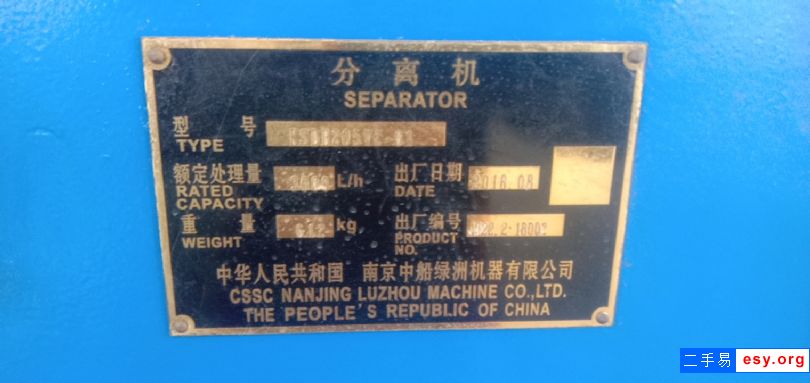 分离机
SEPARATOR
型号
TYPE
额定处理量 L/h
RATED
CAPACITY
出厂日期 2018.08
DATE
重量 kg
WEIGHT
出厂编号
PRODUCT
NO.
中华人民共和国 南京中船绿洲机器有限公司
CSSC NANJING LUZHOU MACHINE CO.,LTD.
THE PEOPLE'S REPUBLIC OF CHINA
二手易 esy.org